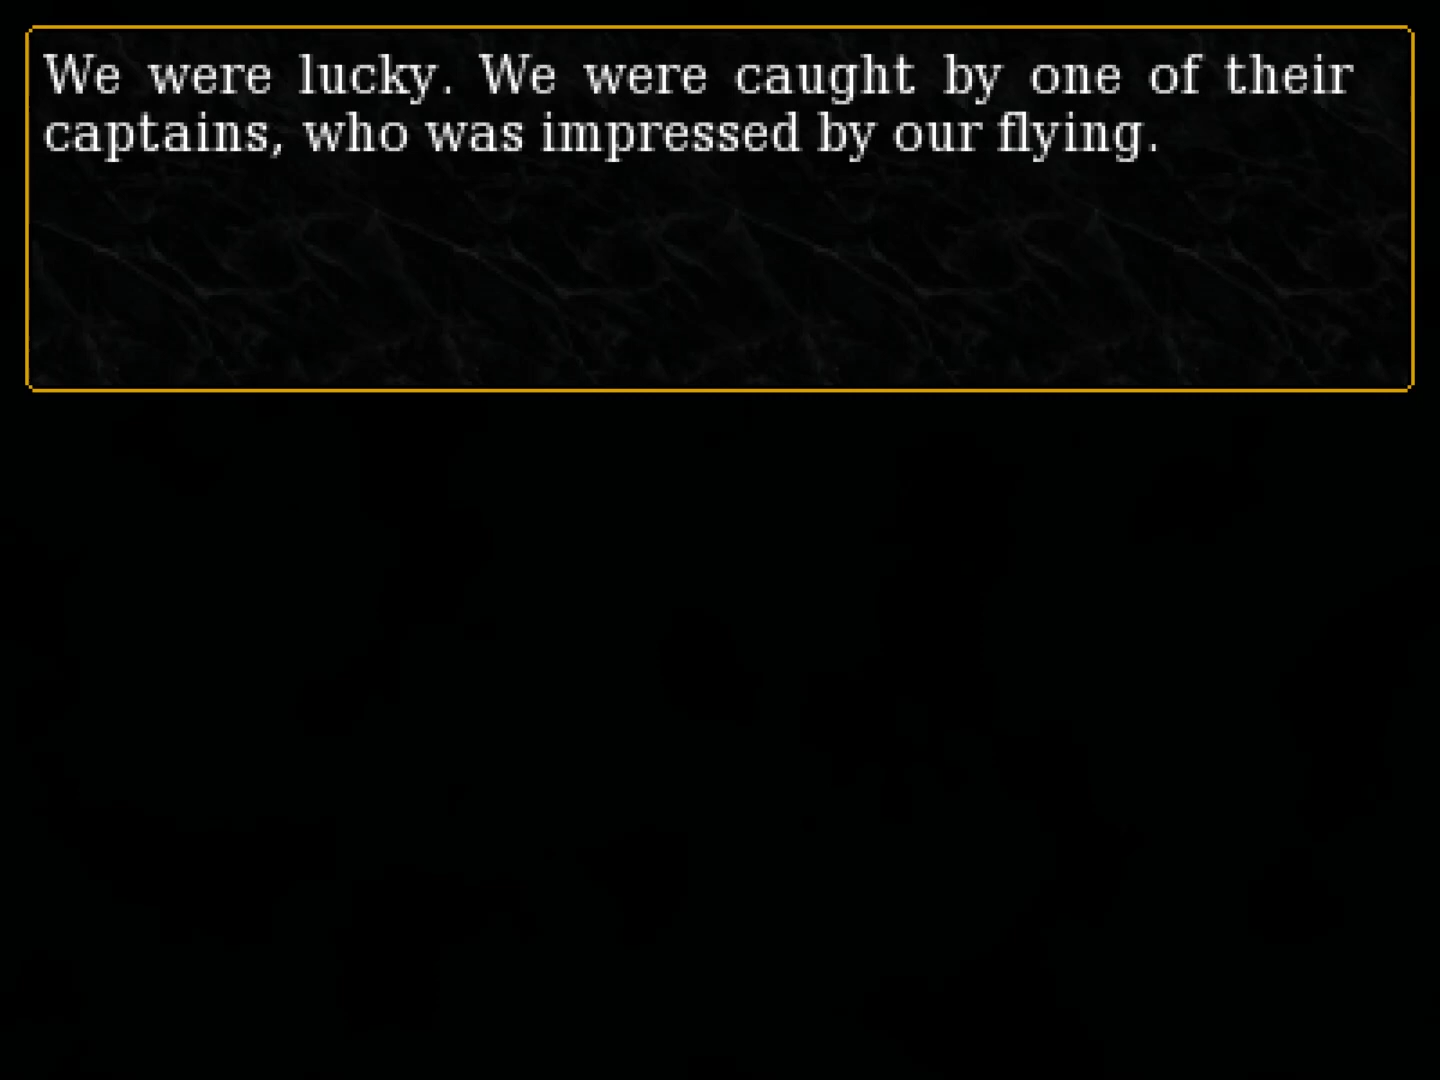 We were lucky. We were caught by one of their
captains, who was impressed by our flying.